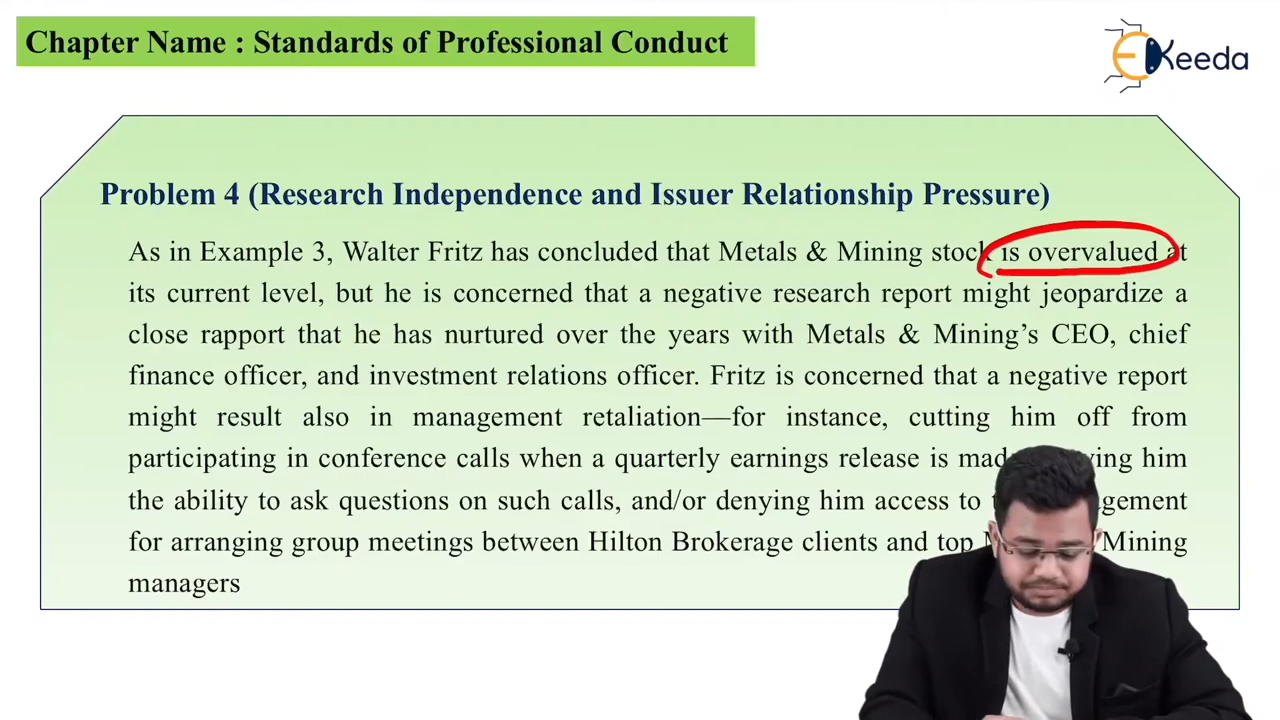 Chapter Name : Standards of Professional Conduct
Keeda
Problem 4 (Research Independence and Issuer Relationship Pressure)
As in Example 3, Walter Fritz has concluded that Metals & Mining stock is overvalued at
its current level, but he is concerned that a negative research report might jeopardize a
close rapport that he has nurtured over the years with Metals & Mining’s CEO, chief
finance officer, and investment relations officer. Fritz is concerned that a negative report
might result also in management retaliation—for instance, cutting him off from
participating in conference calls when a quarterly earnings release is him
the ability to ask questions on such calls, and/or denying him access to
for arranging group meetings between Hilton Brokerage clients and top Mining
managers